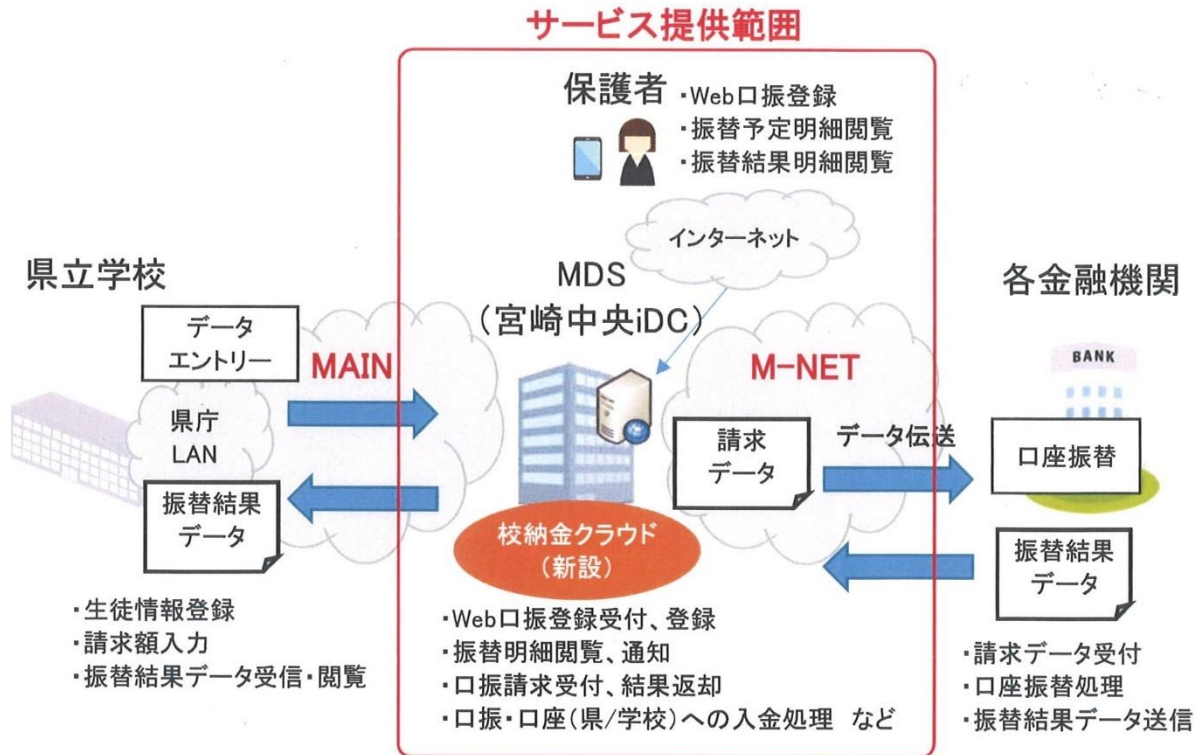 サービス提供範囲
保護者
・Web口振登録
・振替予定明細閲覧
・振替結果明細閲覧
インターネット
県立学校
データ
エントリー
MAIN
県庁
LAN
振替結果
データ
・生徒情報登録
・請求額入力
・振替結果データ受信・閲覧
MDS
(宮崎中央iDC)
校納金クラウド
(新設)
・Web口振登録受付、登録
・振替明細閲覧、通知
・口振請求受付、結果返却
・口振・口座(県/学校)への入金処理 など
M-NET
請求
データ
データ伝送
各金融機関
BANK
口座振替
振替結果
データ
・請求データ受付
・口座振替処理
・振替結果データ送信